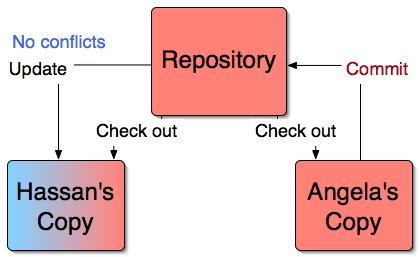 No conflicts
Update
Repository
Commit
Check out
Check out
Hassan's
Copy
Angela's
Copy